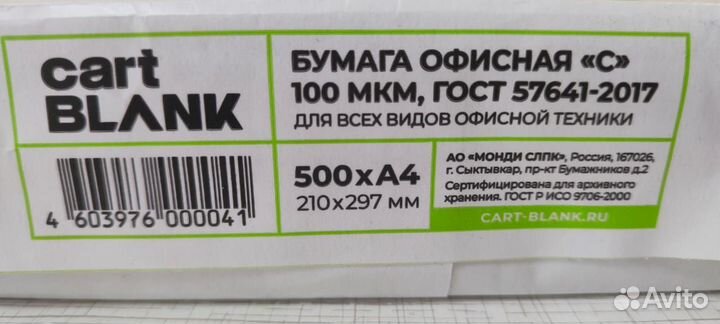 cart
BLANK
БУМАГА ОФИСНАЯ «С»
100 МКМ, ГОСТ 57641-2017
ДЛЯ ВСЕХ ВИДОВ ОФИСНОЙ ТЕХНИКИ
4 603976 000041
500xA4
210x297 мм
АО «МОНДИ СЛПК», Россия, 167026,
г. Сыктывкар, пр-кт Бумажников д.2
Сертифицирована для архивного
хранения. ГОСТ Р ИСО 9706-2000
CART-BLANK.RU
Avito